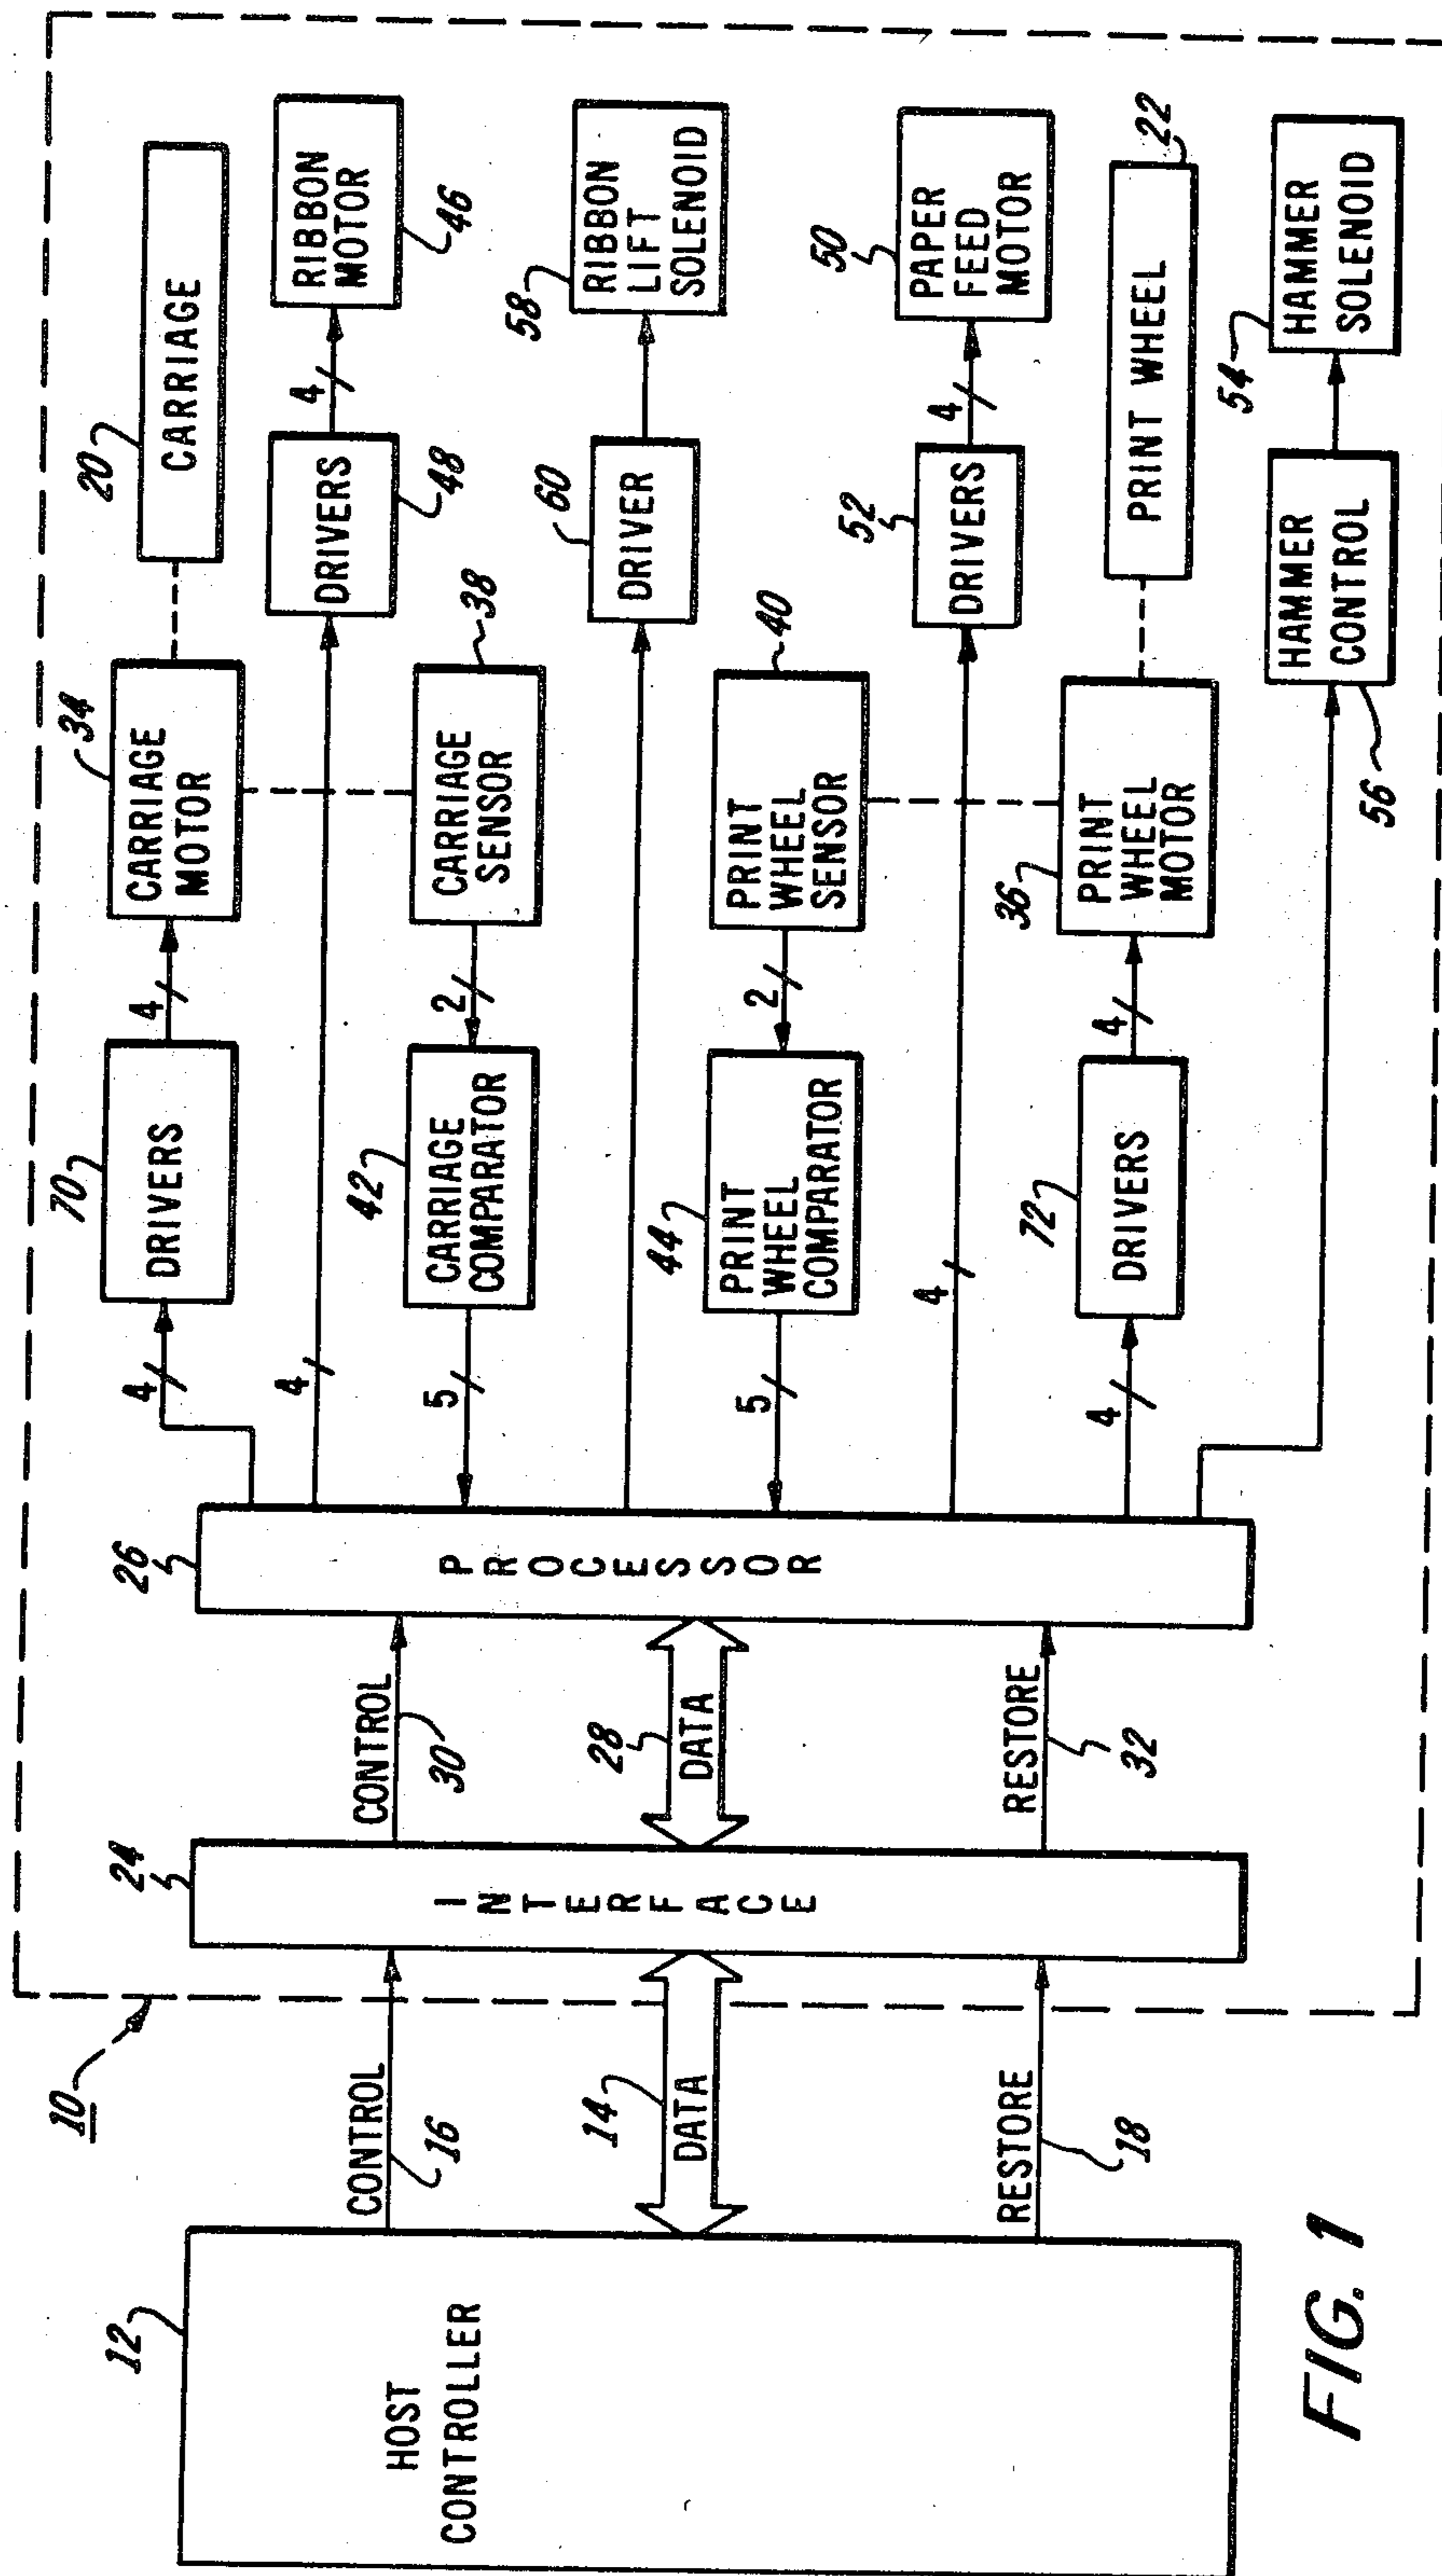 10
12
HOST
CONTROLLER
CONTROL
16
14
DATA
RESTORE
18
24
INTERFACE
CONTROL
30
28
DATA
RESTORE
32
26
PROCESSOR
4
70
DRIVERS
4
34
CARRIAGE
MOTOR
20
CARRIAGE
4
DRIVERS
48
4
RIBBON
MOTOR
46
5
42
CARRIAGE
COMPARATOR
2
CARRIAGE
SENSOR
38
60
DRIVER
58
RIBBON
LIFT
SOLENOID
5
44
PRINT
WHEEL
COMPARATOR
2
PRINT
WHEEL
SENSOR
40
4
52
DRIVERS
4
50
PAPER
FEED
MOTOR
4
72
DRIVERS
4
36
PRINT
WHEEL
MOTOR
PRINT WHEEL
22
HAMMER
CONTROL
56
54
HAMMER
SOLENOID
FIG. 1